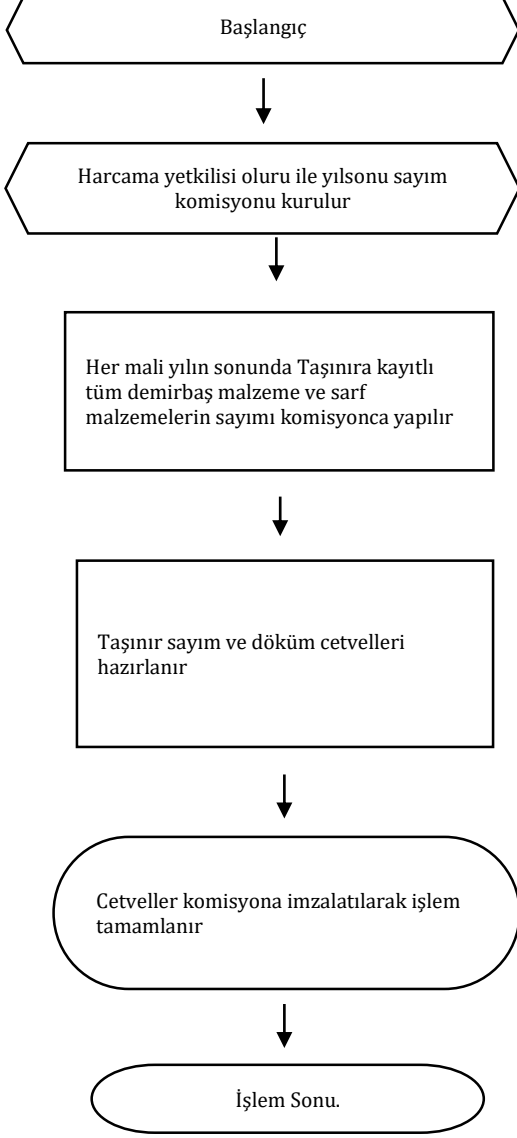 Başlangıç
Harcama yetkilisi oluru ile yılsonu sayım
komisyonu kurulur
Her mali yılın sonunda Taşınıra kayıtlı
tüm demirbaş malzeme ve sarf
malzemelerin sayımı komisyonca yapılır
Taşınır sayım ve döküm cetvelleri
hazırlanır
Cetveller komisyona imzalatılarak işlem
tamamlanır
İşlem Sonu.